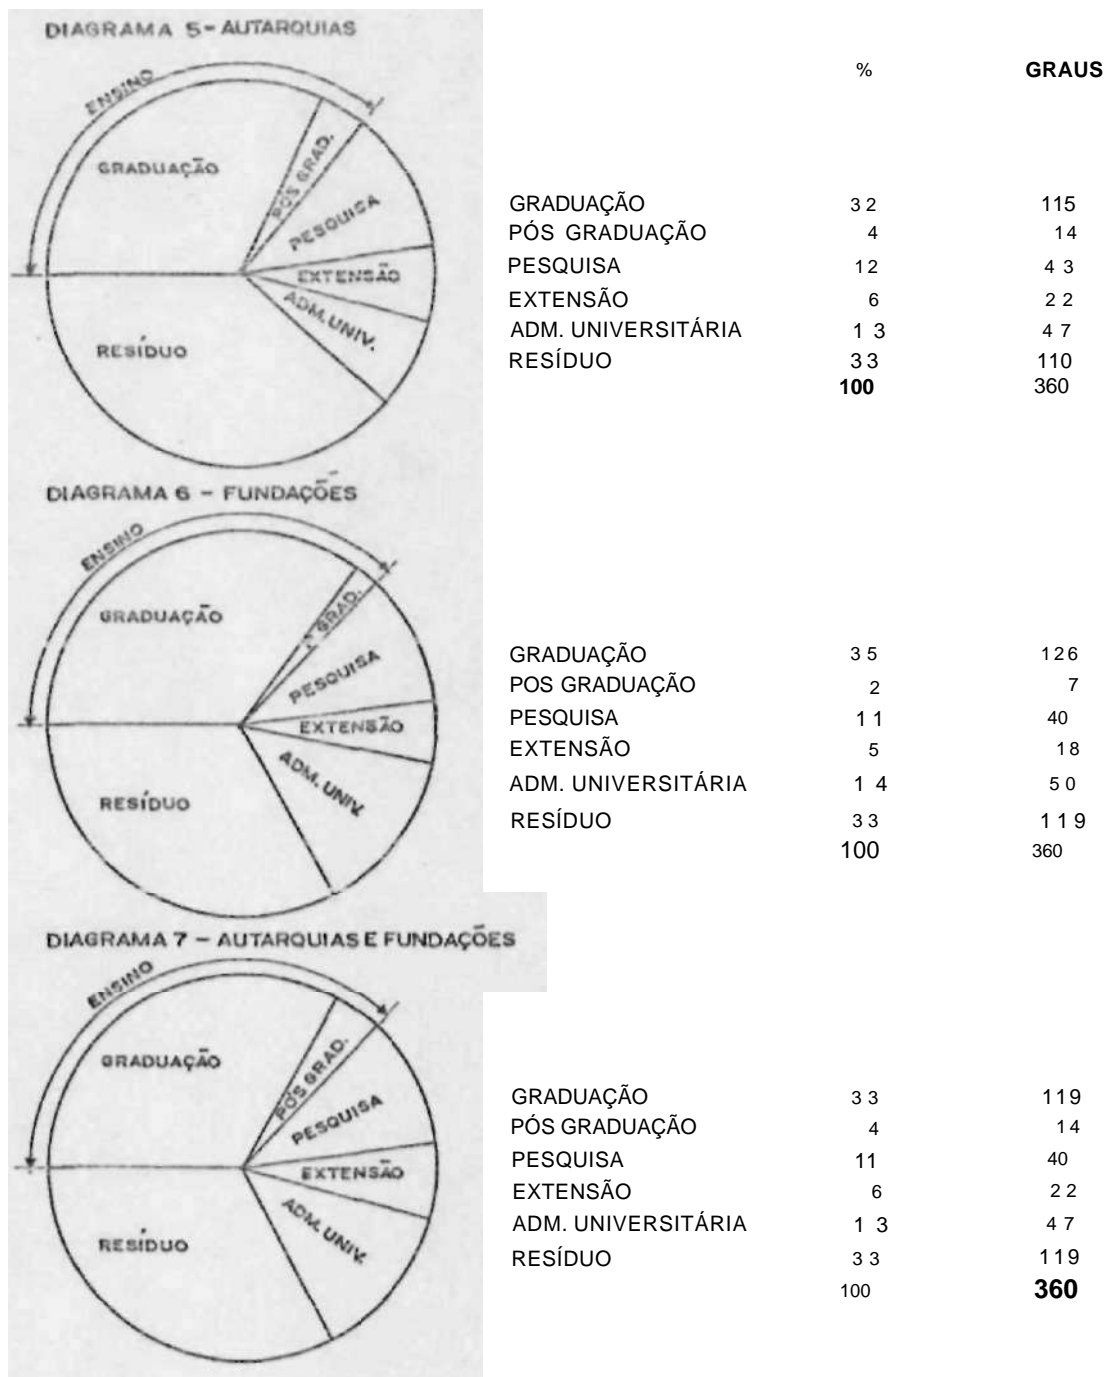 DIAGRAMA 5 - AUTARQUIAS
% GRAUS
ENSINO
GRADUAÇÃO
PÓS GRAD.
PESQUISA
EXTENSÃO
ADM. UNIV.
RESÍDUO
GRADUAÇÃO 32 115
PÓS GRADUAÇÃO 4 14
PESQUISA 12 43
EXTENSÃO 6 22
ADM. UNIVERSITÁRIA 13 47
RESÍDUO 33 110
100 360
DIAGRAMA 6 - FUNDAÇÕES
ENSINO
GRADUAÇÃO
GRAD.
PESQUISA
EXTENSÃO
ADM. UNIV.
RESÍDUO
GRADUAÇÃO 35 126
POS GRADUAÇÃO 2 7
PESQUISA 11 40
EXTENSÃO 5 18
ADM. UNIVERSITÁRIA 14 50
RESÍDUO 33 119
100 360
DIAGRAMA 7 - AUTARQUIAS E FUNDAÇÕES
ENSINO
GRADUAÇÃO
PÓS GRAD.
PESQUISA
EXTENSÃO
ADM. UNIV.
RESÍDUO
GRADUAÇÃO 33 119
PÓS GRADUAÇÃO 4 14
PESQUISA 11 40
EXTENSÃO 6 22
ADM. UNIVERSITÁRIA 13 47
RESÍDUO 33 119
100 360